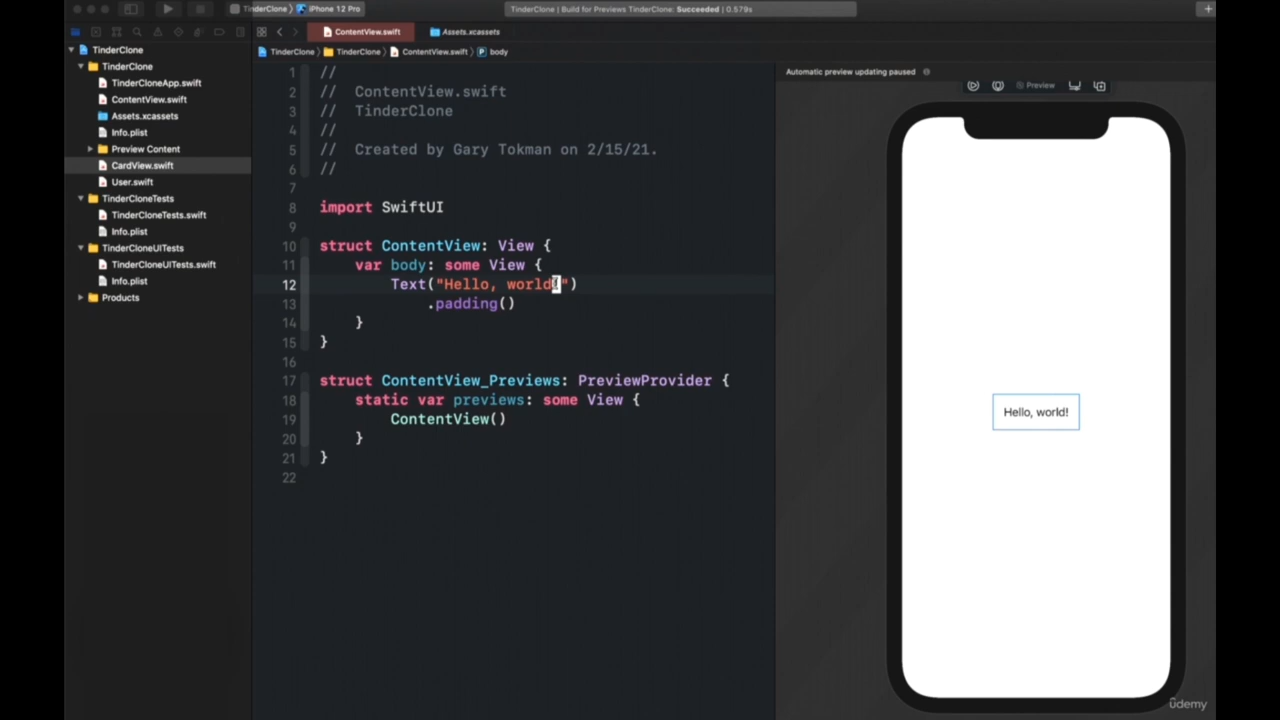 TinderClone
iPhone 12 Pro
TinderClone | Build for Previews TinderClone: Succeeded | 0.579s
ContentView.swift
Assets.xcassets
TinderClone
TinderClone
ContentView.swift
body
TinderClone
TinderClone
TinderCloneApp.swift
ContentView.swift
Assets.xcassets
Info.plist
Preview Content
CardView.swift
User.swift
TinderCloneTests
TinderCloneTests.swift
Info.plist
TinderCloneUITests
TinderCloneUITests.swift
Info.plist
Products
1 //
2 // ContentView.swift
3 // TinderClone
4 //
5 // Created by Gary Tokman on 2/15/21.
6 //
7
8 import SwiftUI
9
10 struct ContentView: View {
11 var body: some View {
12 Text("Hello, world!")
13 .padding()
14 }
15 }
16
17 struct ContentView_Previews: PreviewProvider {
18 static var previews: some View {
19 ContentView()
20 }
21 }
22
Automatic preview updating paused
Preview
Hello, world!
ûdemy